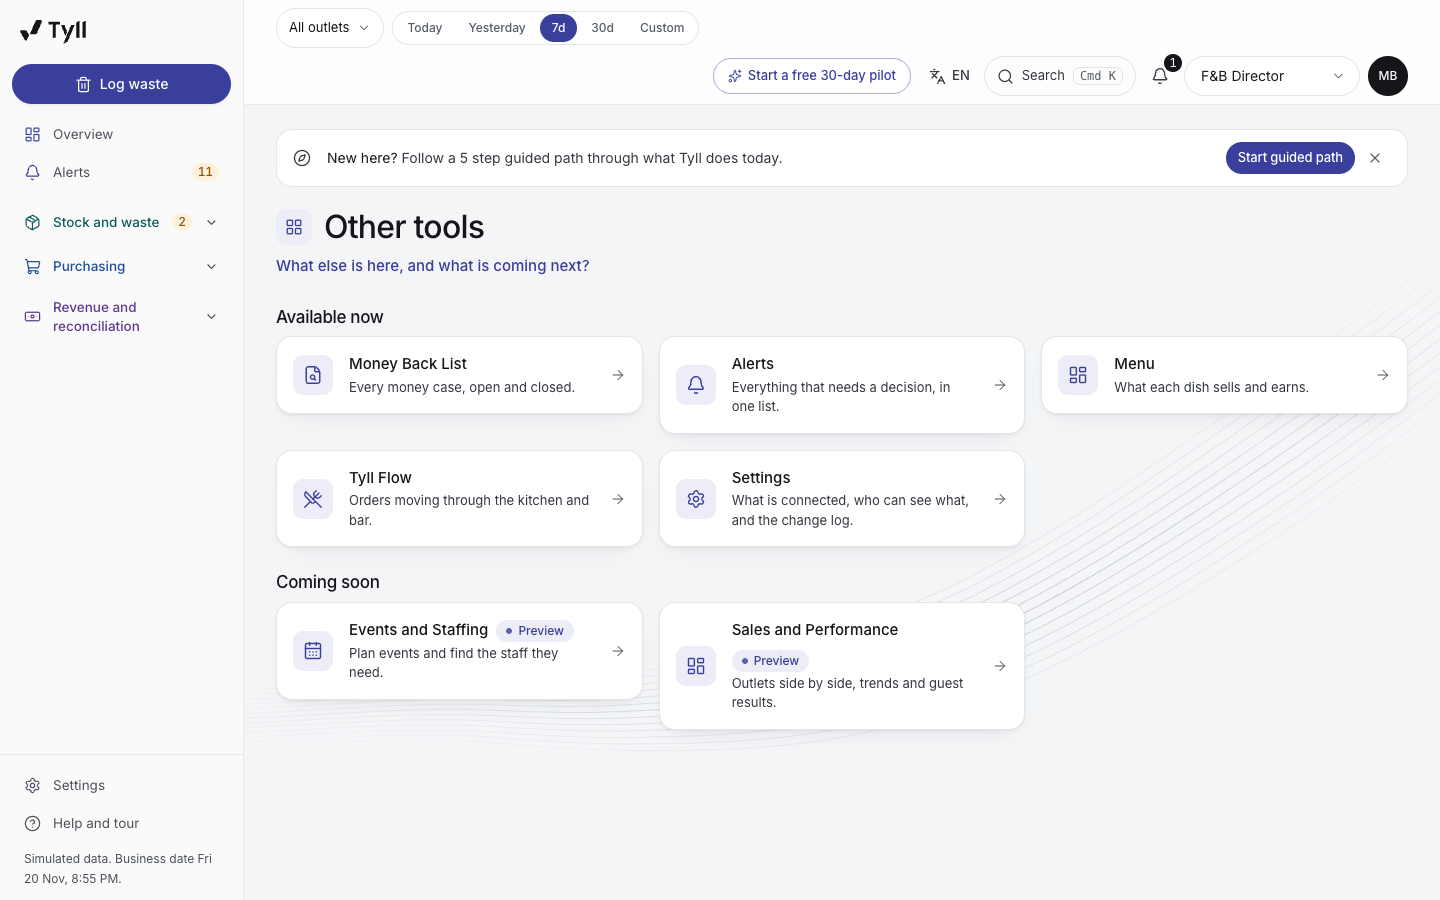 Tyll
Log waste
Overview
Alerts 11
Stock and waste 2
Purchasing
Revenue and
reconciliation
Settings
Help and tour
Simulated data. Business date Fri
20 Nov, 8:55 PM.
All outlets
Today Yesterday 7d 30d Custom
Start a free 30-day pilot
EN
Search Cmd K
1
F&B Director
MB
New here? Follow a 5 step guided path through what Tyll does today.
Start guided path
Other tools
What else is here, and what is coming next?
Available now
Money Back List
Every money case, open and closed.
Alerts
Everything that needs a decision, in
one list.
Menu
What each dish sells and earns.
Tyll Flow
Orders moving through the kitchen and
bar.
Settings
What is connected, who can see what,
and the change log.
Coming soon
Events and Staffing Preview
Plan events and find the staff they
need.
Sales and Performance
Preview
Outlets side by side, trends and guest
results.